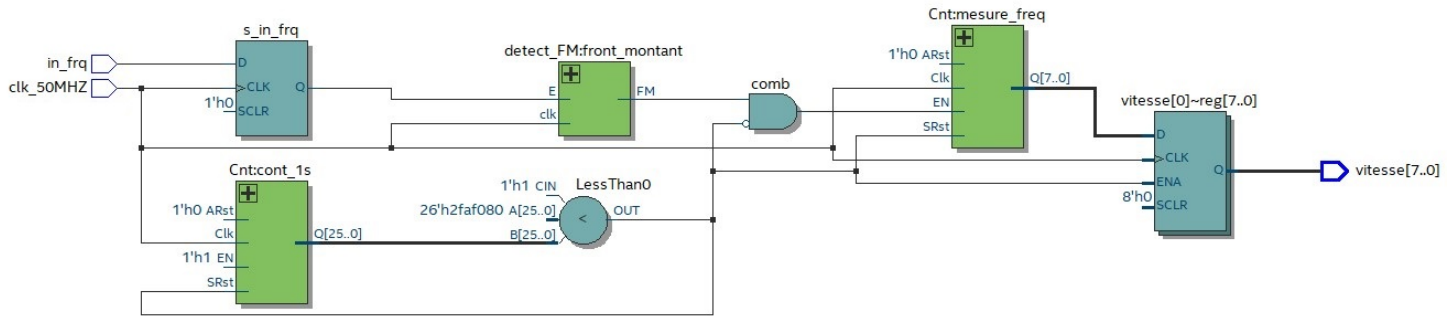 in_frq
clk_50MHZ
s_in_frq
D
CLK
Q
1'h0
SCLR
detect_FM:front_montant
E
clk
FM
comb
Cnt:mesure_freq
1'h0 ARst
Clk
EN
SRst
Q[7..0]
vitesse[0]~reg[7..0]
D
CLK
ENA
8'h0
SCLR
Q
vitesse[7..0]
Cnt:cont_1s
1'h0 ARst
Clk
1'h1 EN
SRst
Q[25..0]
LessThan0
1'h1 CIN
26'h2faf080 A[25..0]
B[25..0]
<
OUT